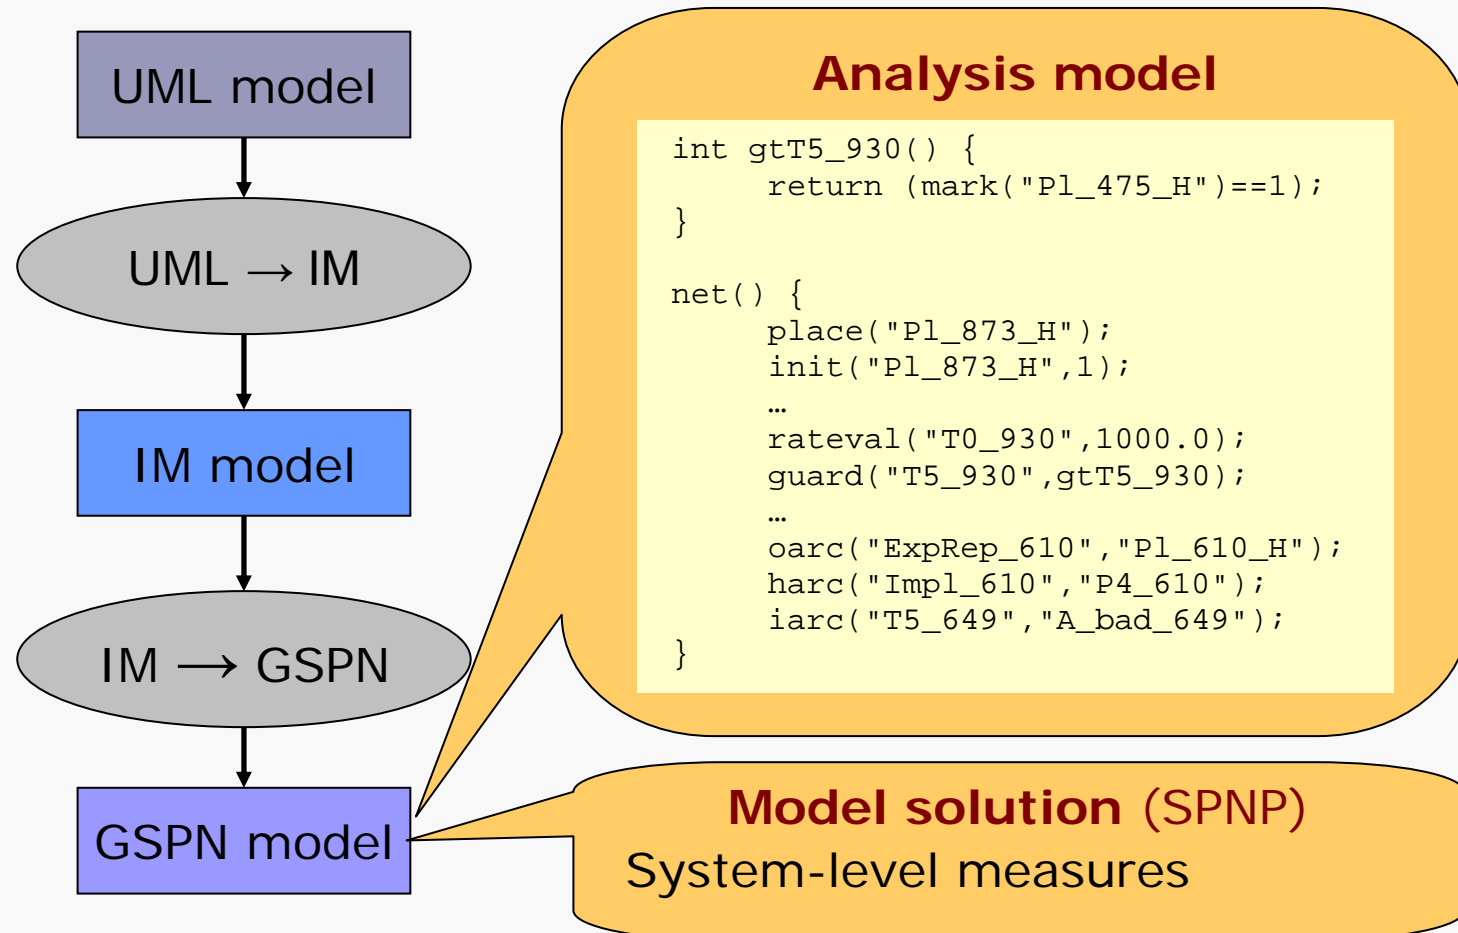 UML model
UML → IM
IM model
IM → GSPN
GSPN model
Analysis model
int gtT5_930() {
return (mark("Pl_475_H")==1);
}
net() {
place("Pl_873_H");
init("Pl_873_H",1);
…
rateval("T0_930",1000.0);
guard("T5_930",gtT5_930);
…
oarc("ExpRep_610","Pl_610_H");
harc("Impl_610","P4_610");
iarc("T5_649","A_bad_649");
}
Model solution (SPNP)
System-level measures